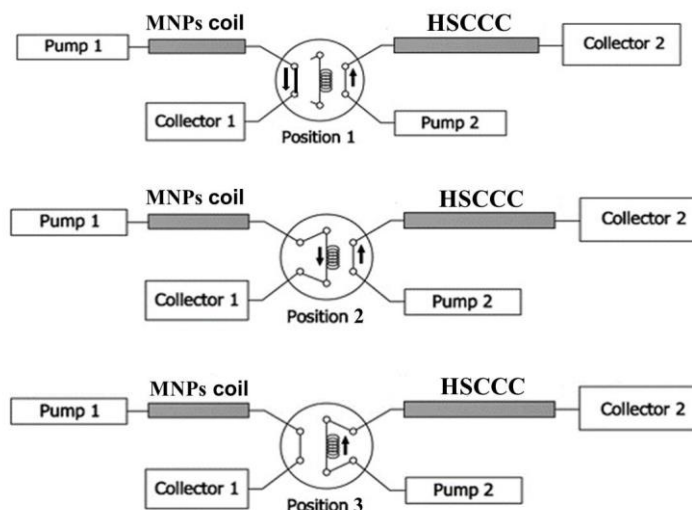 MNPs coil
HSCCC
Pump 1
Collector 2
Collector 1
Pump 2
Position 1
MNPs coil
HSCCC
Pump 1
Collector 2
Collector 1
Pump 2
Position 2
MNPs coil
HSCCC
Pump 1
Collector 2
Collector 1
Pump 2
Position 3